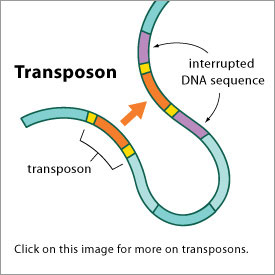 Transposon
interrupted
DNA sequence
transposon
Click on this image for more on transposons.